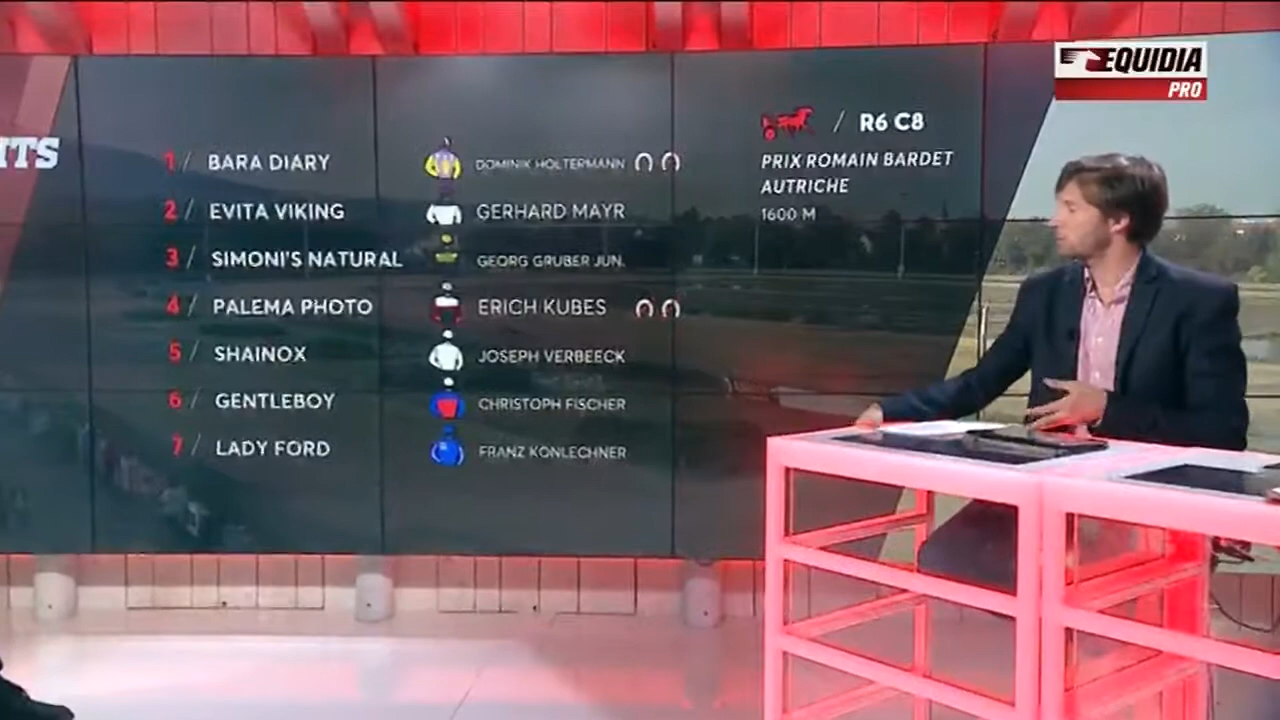 EQUIDIA
PRO
ITS
R6 C8
PRIX ROMAIN BARDET
AUTRICHE
1600 M
1/ BARA DIARY DOMINIK HOLTERMANN
2/ EVITA VIKING GERHARD MAYR
3/ SIMONI'S NATURAL GEORG GRUBER JUN.
4/ PALEMA PHOTO ERICH KUBES
5/ SHAINOX JOSEPH VERBEECK
6/ GENTLEBOY CHRISTOPH FISCHER
7/ LADY FORD FRANZ KONLECHNER